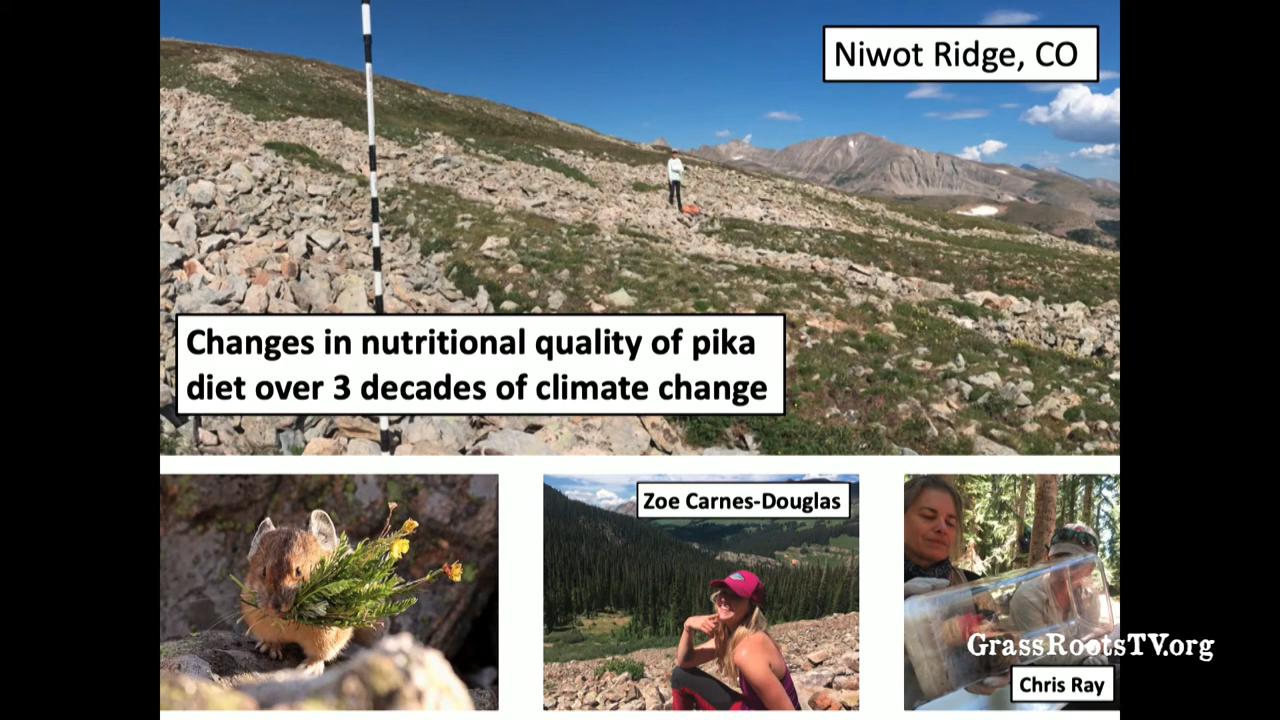 Niwot Ridge, CO
Changes in nutritional quality of pika
diet over 3 decades of climate change
Zoe Carnes-Douglas
GrassRootsTV.org
Chris Ray